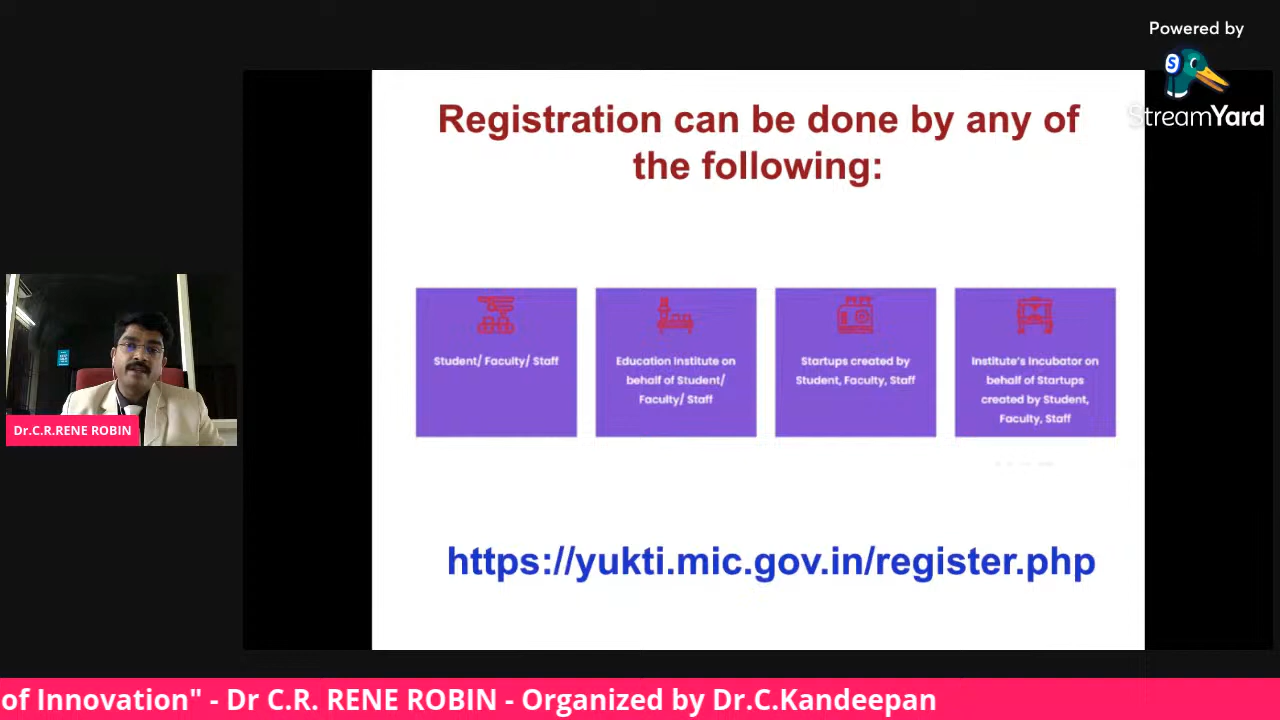 Powered by
StreamYard
Registration can be done by any of
the following:
Student/ Faculty/ Staff
Education Institute on
behalf of Student/
Faculty/ Staff
Startups created by
Student, Faculty, Staff
Institute's Incubator on
behalf of Startups
created by Student,
Faculty, Staff
https://yukti.mic.gov.in/register.php
Dr.C.R.RENE ROBIN
of Innovation" - Dr C.R. RENE ROBIN - Organized by Dr.C.Kandeepan